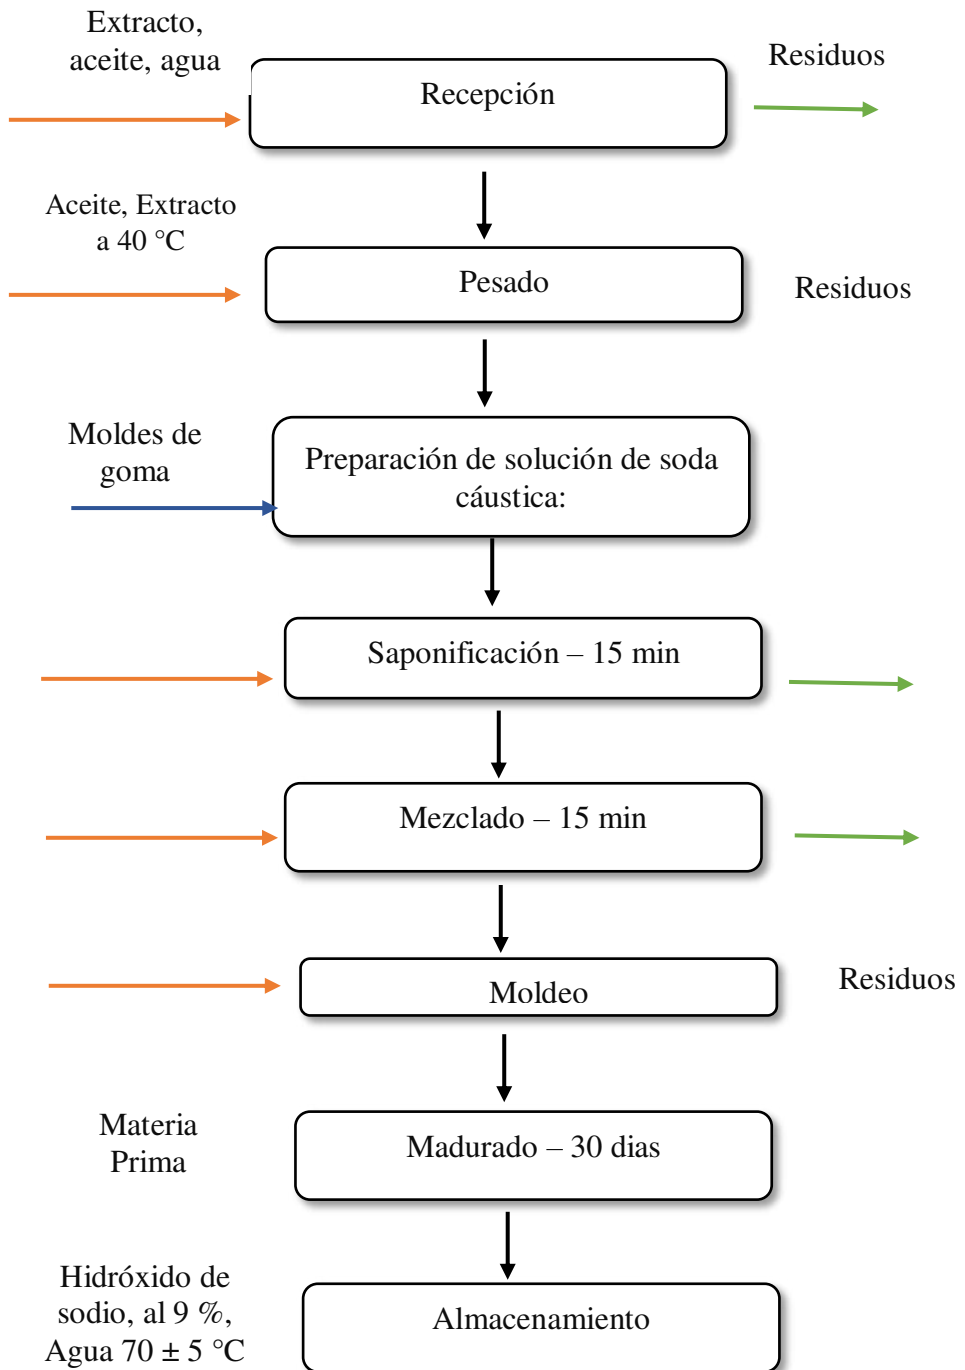 Extracto,
aceite, agua
Recepción
Residuos
Aceite, Extracto
a 40 °C
Pesado
Residuos
Moldes de
goma
Preparación de solución de soda
cáustica:
Saponificación – 15 min
Mezclado – 15 min
Moldeo
Residuos
Materia
Prima
Madurado – 30 dias
Hidróxido de
sodio, al 9 %,
Agua 70 ± 5 °C
Almacenamiento